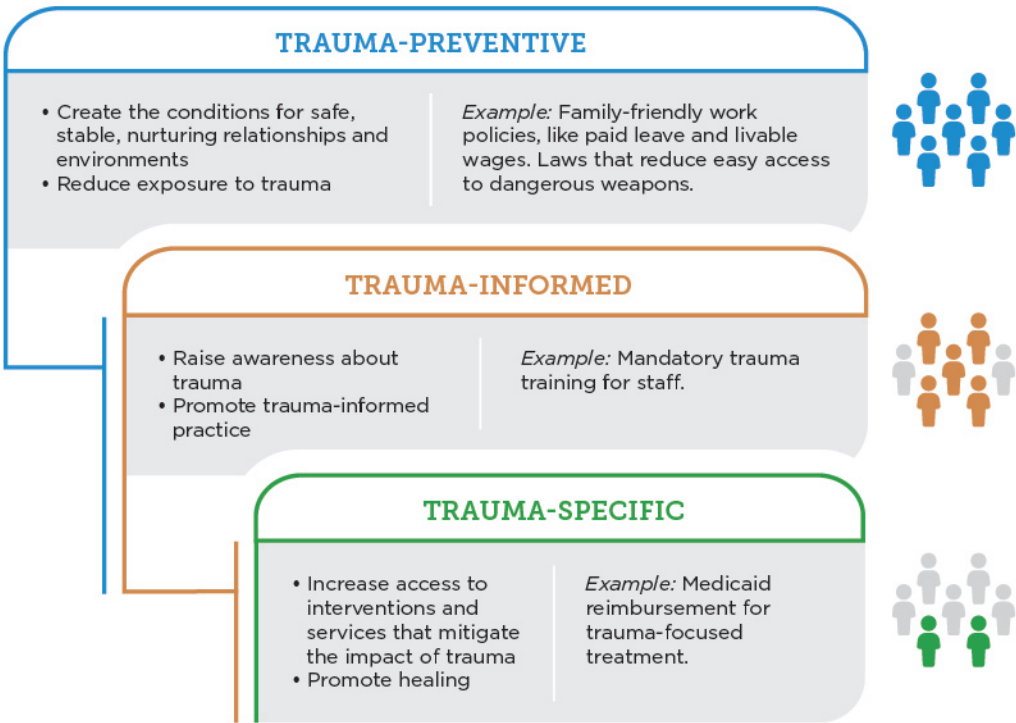 TRAUMA-PREVENTIVE
• Create the conditions for safe,
stable, nurturing relationships and
environments
• Reduce exposure to trauma
Example: Family-friendly work
policies, like paid leave and livable
wages. Laws that reduce easy access
to dangerous weapons.
TRAUMA-INFORMED
• Raise awareness about
trauma
• Promote trauma-informed
practice
Example: Mandatory trauma
training for staff.
TRAUMA-SPECIFIC
• Increase access to
interventions and
services that mitigate
the impact of trauma
• Promote healing
Example: Medicaid
reimbursement for
trauma-focused
treatment.